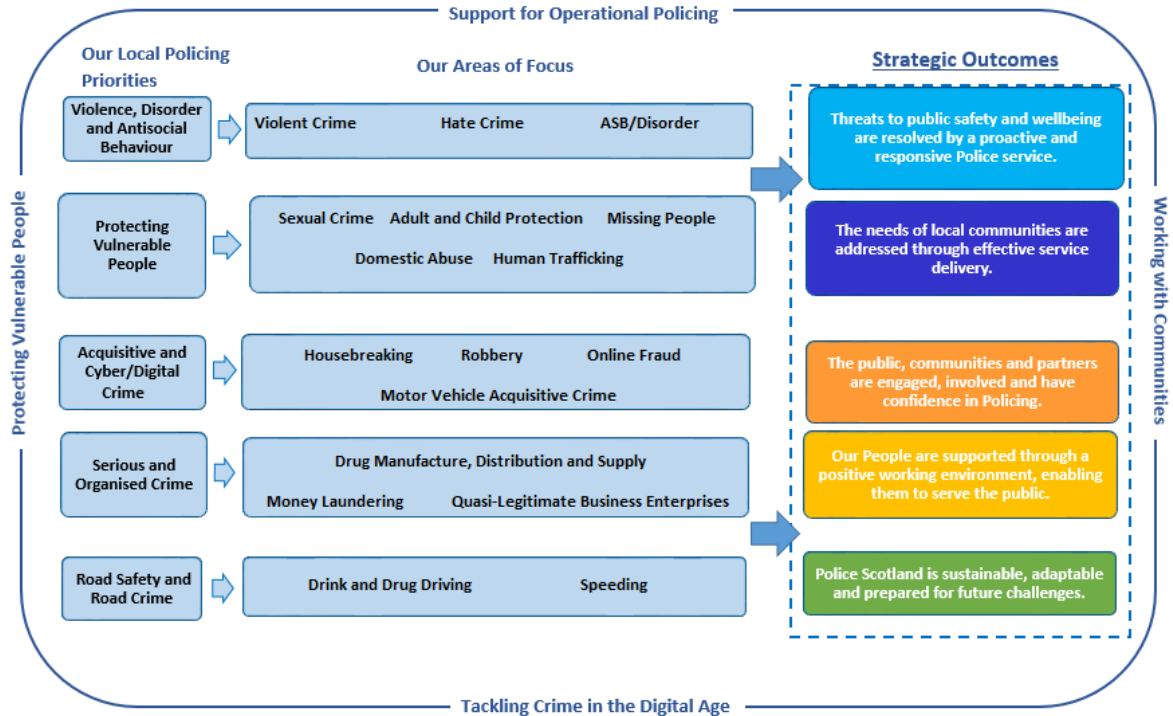 Support for Operational Policing
Our Local Policing
Priorities
Our Areas of Focus
Strategic Outcomes
Violence, Disorder
and Antisocial
Behaviour
Violent Crime
Hate Crime
ASB/Disorder
Threats to public safety and wellbeing
are resolved by a proactive and
responsive Police service.
Protecting
Vulnerable
People
Sexual Crime
Adult and Child Protection
Missing People
Domestic Abuse
Human Trafficking
The needs of local communities are
addressed through effective service
delivery.
Acquisitive and
Cyber/Digital
Crime
Housebreaking
Robbery
Online Fraud
Motor Vehicle Acquisitive Crime
The public, communities and partners
are engaged, involved and have
confidence in Policing.
Serious and
Organised Crime
Drug Manufacture, Distribution and Supply
Money Laundering
Quasi-Legitimate Business Enterprises
Our People are supported through a
positive working environment, enabling
them to serve the public.
Road Safety and
Road Crime
Drink and Drug Driving
Speeding
Police Scotland is sustainable, adaptable
and prepared for future challenges.
Protecting Vulnerable People
Working with Communities
Tackling Crime in the Digital Age